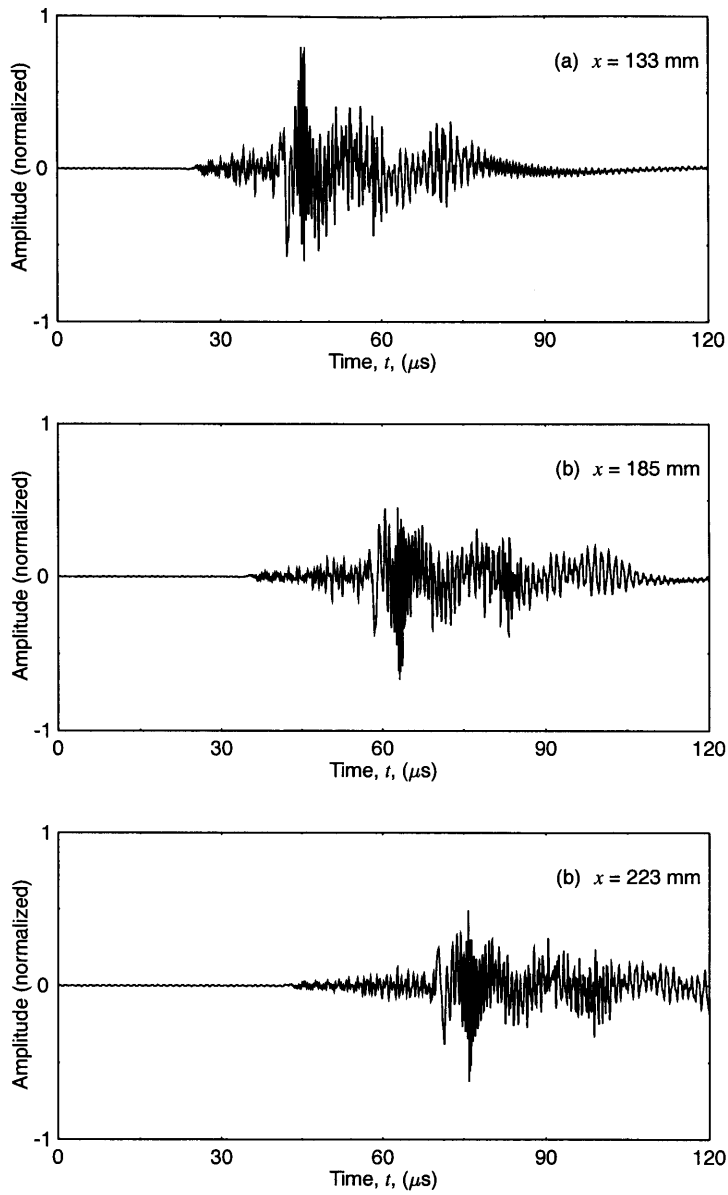 1
(a) x = 133 mm
Amplitude (normalized)
0
-1
0 30 60 90 120
Time, t, (μs)
1
(b) x = 185 mm
Amplitude (normalized)
0
-1
0 30 60 90 120
Time, t, (μs)
1
(b) x = 223 mm
Amplitude (normalized)
0
-1
0 30 60 90 120
Time, t, (μs)